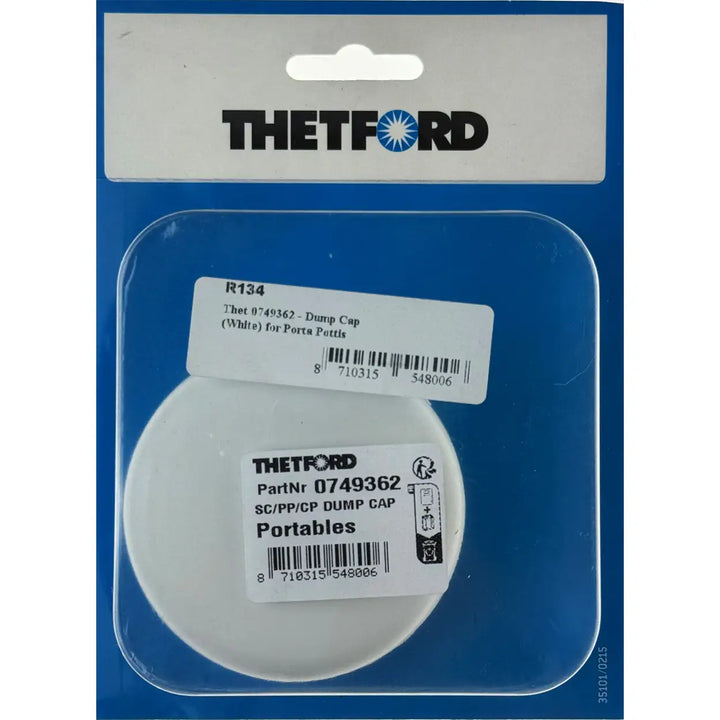 THETFORD
R134
Thet 0749362 - Dump Cap
(White) for Porta Pottis
8 710315 548006
THETFORD
PartNr 0749362
SC/PP/CP DUMP CAP
Portables
8 710315 548006
35101/0215